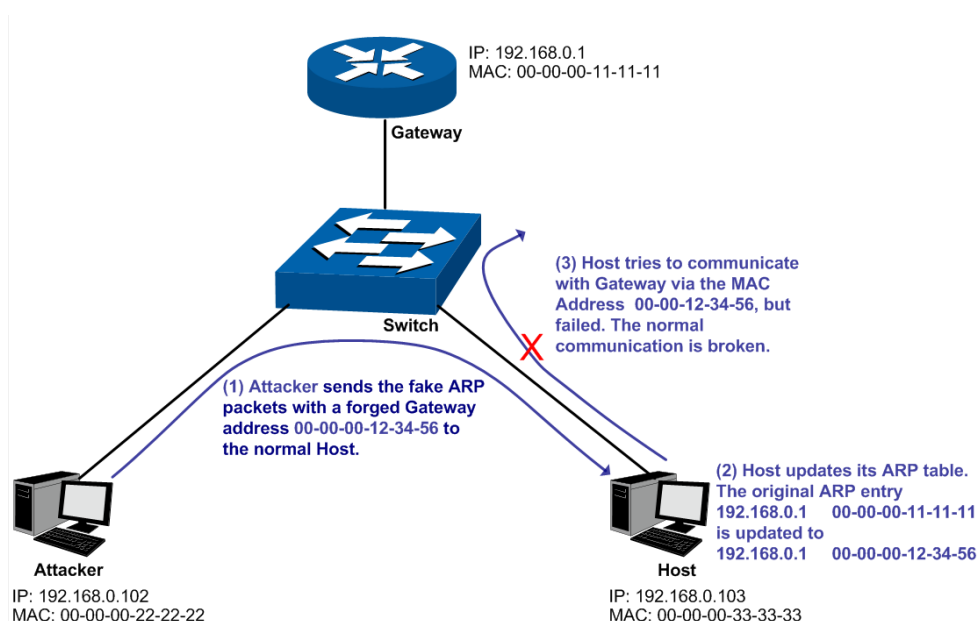 IP: 192.168.0.1
MAC: 00-00-00-11-11-11
Gateway
(3) Host tries to communicate
with Gateway via the MAC
Address 00-00-12-34-56, but
failed. The normal
communication is broken.
Switch
X
(1) Attacker sends the fake ARP
packets with a forged Gateway
address 00-00-00-12-34-56 to
the normal Host.
(2) Host updates its ARP table.
The original ARP entry
192.168.0.1 00-00-00-11-11-11
is updated to
192.168.0.1 00-00-00-12-34-56
Attacker
IP: 192.168.0.102
MAC: 00-00-00-22-22-22
Host
IP: 192.168.0.103
MAC: 00-00-00-33-33-33